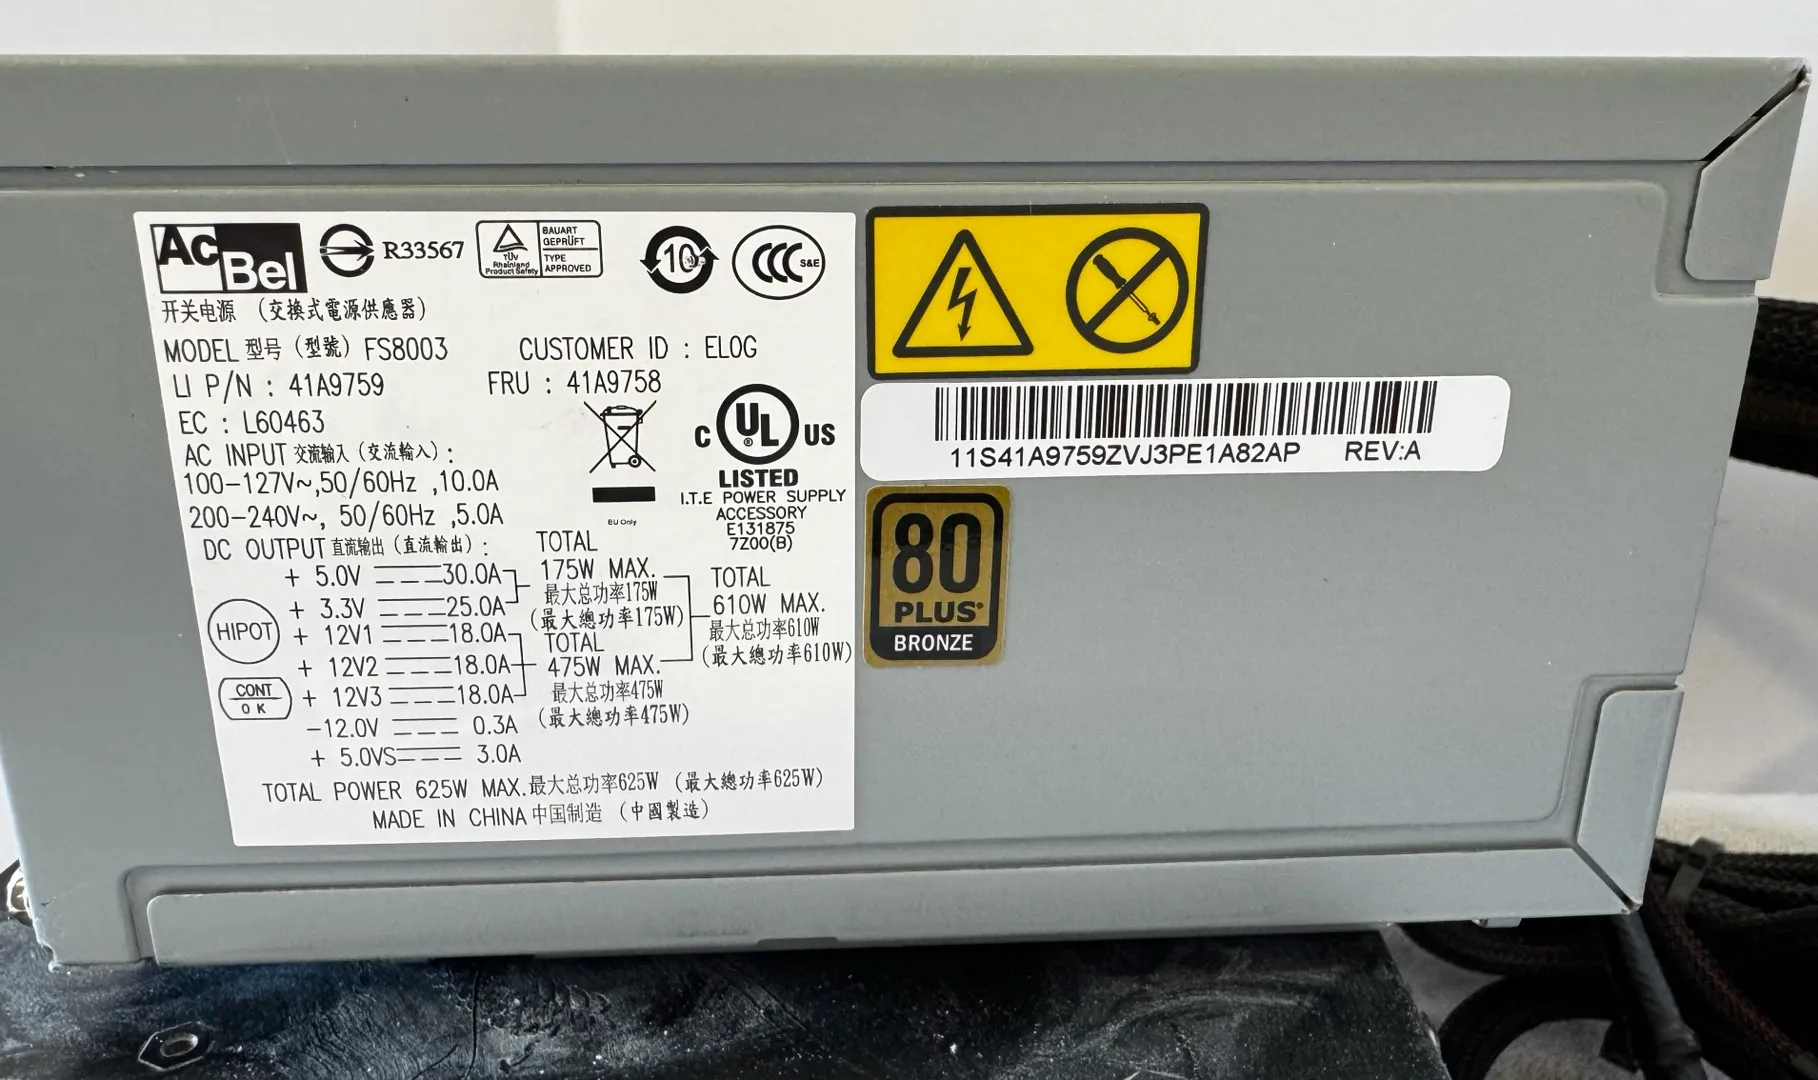 AcBel
R33567
TÜV
Rheinland
Product Safety
BAUART
GEPRÜFT
TYPE
APPROVED
10
CCC S&E
开关电源 (交換式電源供應器)
MODEL 型号 (型號) FS8003 CUSTOMER ID : ELOG
LI P/N : 41A9759 FRU : 41A9758
EC : L60463
AC INPUT 交流输入 (交流輸入) :
100-127V~,50/60Hz ,10.0A
200-240V~, 50/60Hz ,5.0A
EU Only
C UL ® US
LISTED
I.T.E POWER SUPPLY
ACCESSORY
E131875
7Z00(B)
DC OUTPUT 直流输出 (直流輸出) :
+ 5.0V 30.0A
+ 3.3V 25.0A
+ 12V1 18.0A
+ 12V2 18.0A
+ 12V3 18.0A
-12.0V 0.3A
+ 5.0VS 3.0A
HIPOT
CONT
OK
TOTAL
175W MAX.
最大总功率175W
(最大總功率175W)
TOTAL
475W MAX.
最大总功率475W
(最大總功率475W)
TOTAL
610W MAX.
最大总功率610W
(最大總功率610W)
TOTAL POWER 625W MAX.最大总功率625W (最大總功率625W)
MADE IN CHINA 中国制造 (中國製造)
11S41A9759ZVJ3PE1A82AP REV:A
80
PLUS®
BRONZE